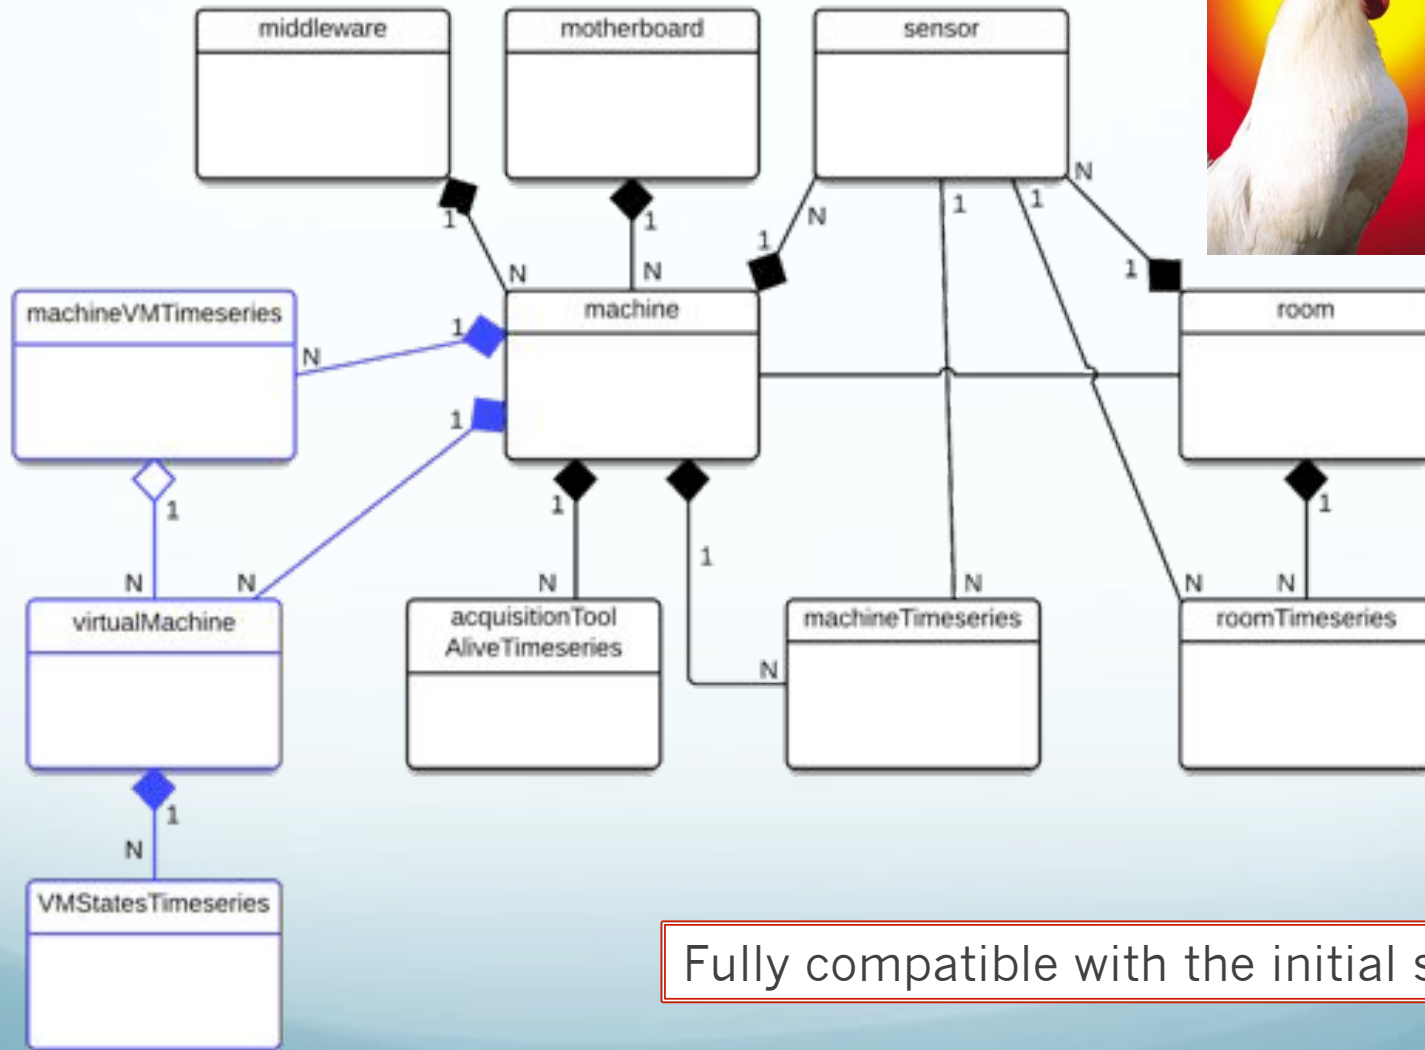 middleware
motherboard
sensor
1
N
1
N
1
N
1
1
N
1
machineVMTimeseries
machine
room
1
N
1
1
N
N
virtualMachine
1
N
acquisitionTool
AliveTimeseries
1
N
machineTimeseries
N
1
N
N
roomTimeseries
1
N
VMStatesTimeseries
Fully compatible with the initial